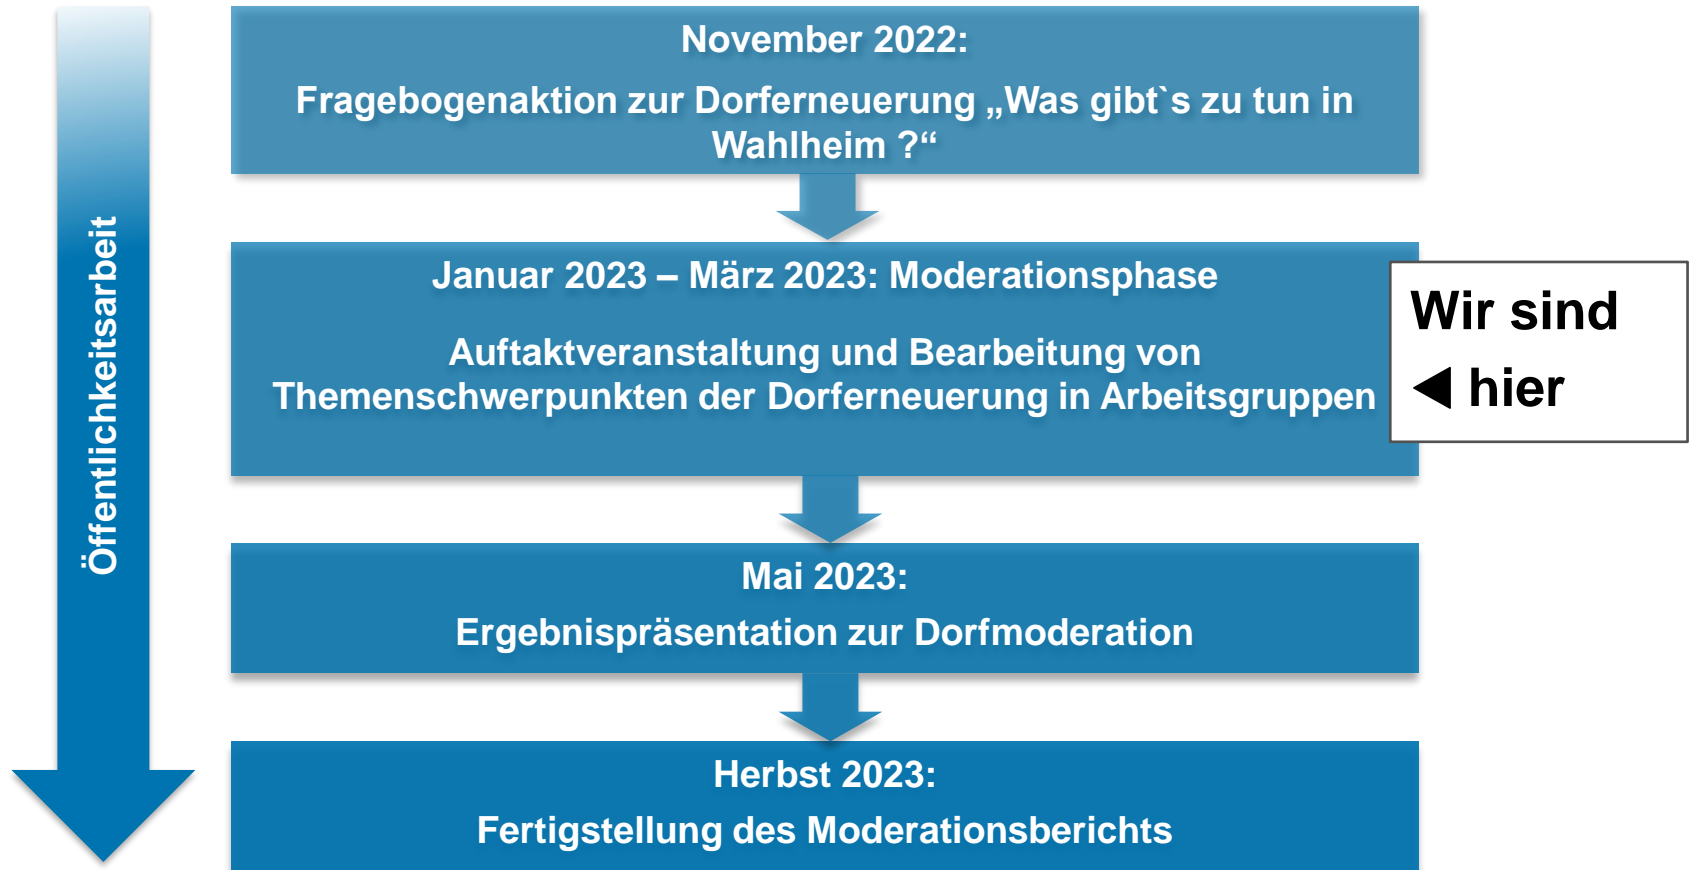 Öffentlichkeitsarbeit
November 2022:
Fragebogenaktion zur Dorferneuerung „Was gibt`s zu tun in
Wahlheim ?“
Januar 2023 – März 2023: Moderationsphase
Auftaktveranstaltung und Bearbeitung von
Themenschwerpunkten der Dorferneuerung in Arbeitsgruppen
Wir sind
◄ hier
Mai 2023:
Ergebnispräsentation zur Dorfmoderation
Herbst 2023:
Fertigstellung des Moderationsberichts